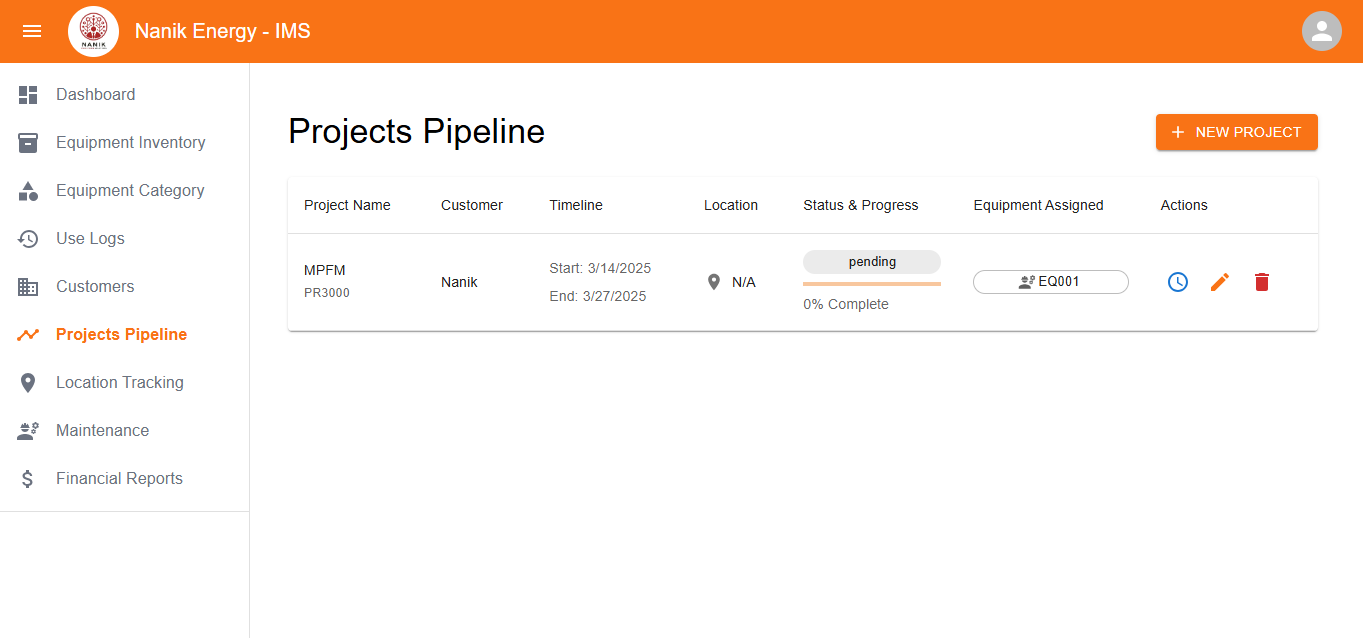 NANIK
Nanik Energy - IMS
Dashboard
Equipment Inventory
Equipment Category
Use Logs
Customers
Projects Pipeline
Location Tracking
Maintenance
Financial Reports
Projects Pipeline
+ NEW PROJECT
Project Name Customer Timeline Location Status & Progress Equipment Assigned Actions
MPFM
PR3000
Nanik
Start: 3/14/2025
End: 3/27/2025
N/A
pending
0% Complete
EQ001